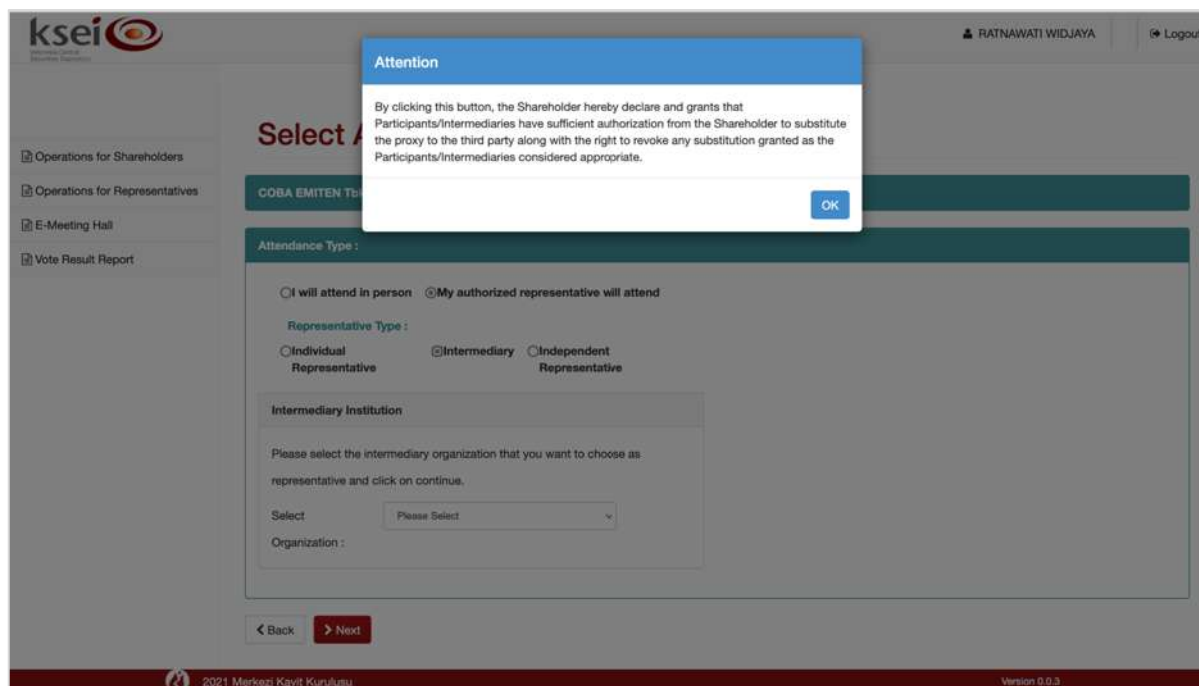 ksei
RATNAWATI WIDJAYA
Logout
Attention
By clicking this button, the Shareholder hereby declare and grants that
Participants/Intermediaries have sufficient authorization from the Shareholder to substitute
the proxy to the third party along with the right to revoke any substitution granted as the
Participants/Intermediaries considered appropriate.
OK
Operations for Shareholders
Operations for Representatives
E-Meeting Hall
Vote Result Report
Select A
COBA EMITEN Tb
Attendance Type :
I will attend in person My authorized representative will attend
Representative Type :
Individual Intermediary Independent
Representative Representative
Intermediary Institution
Please select the intermediary organization that you want to choose as
representative and click on continue.
Select Please Select
Organization :
Back Next
2021 Merkezi Kayit Kurulusu Version 0.0.3